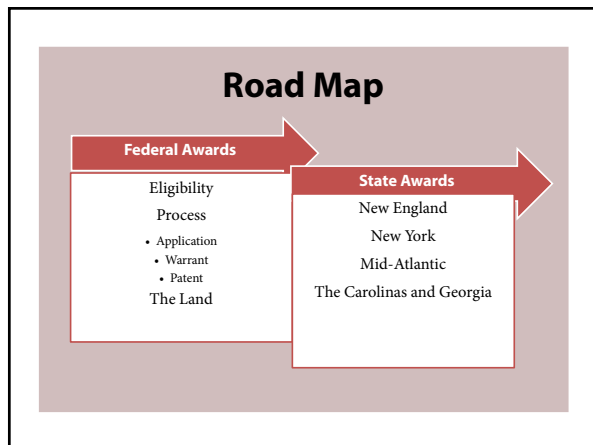 Road Map
Federal Awards
Eligibility
Process
• Application
• Warrant
• Patent
The Land
State Awards
New England
New York
Mid-Atlantic
The Carolinas and Georgia